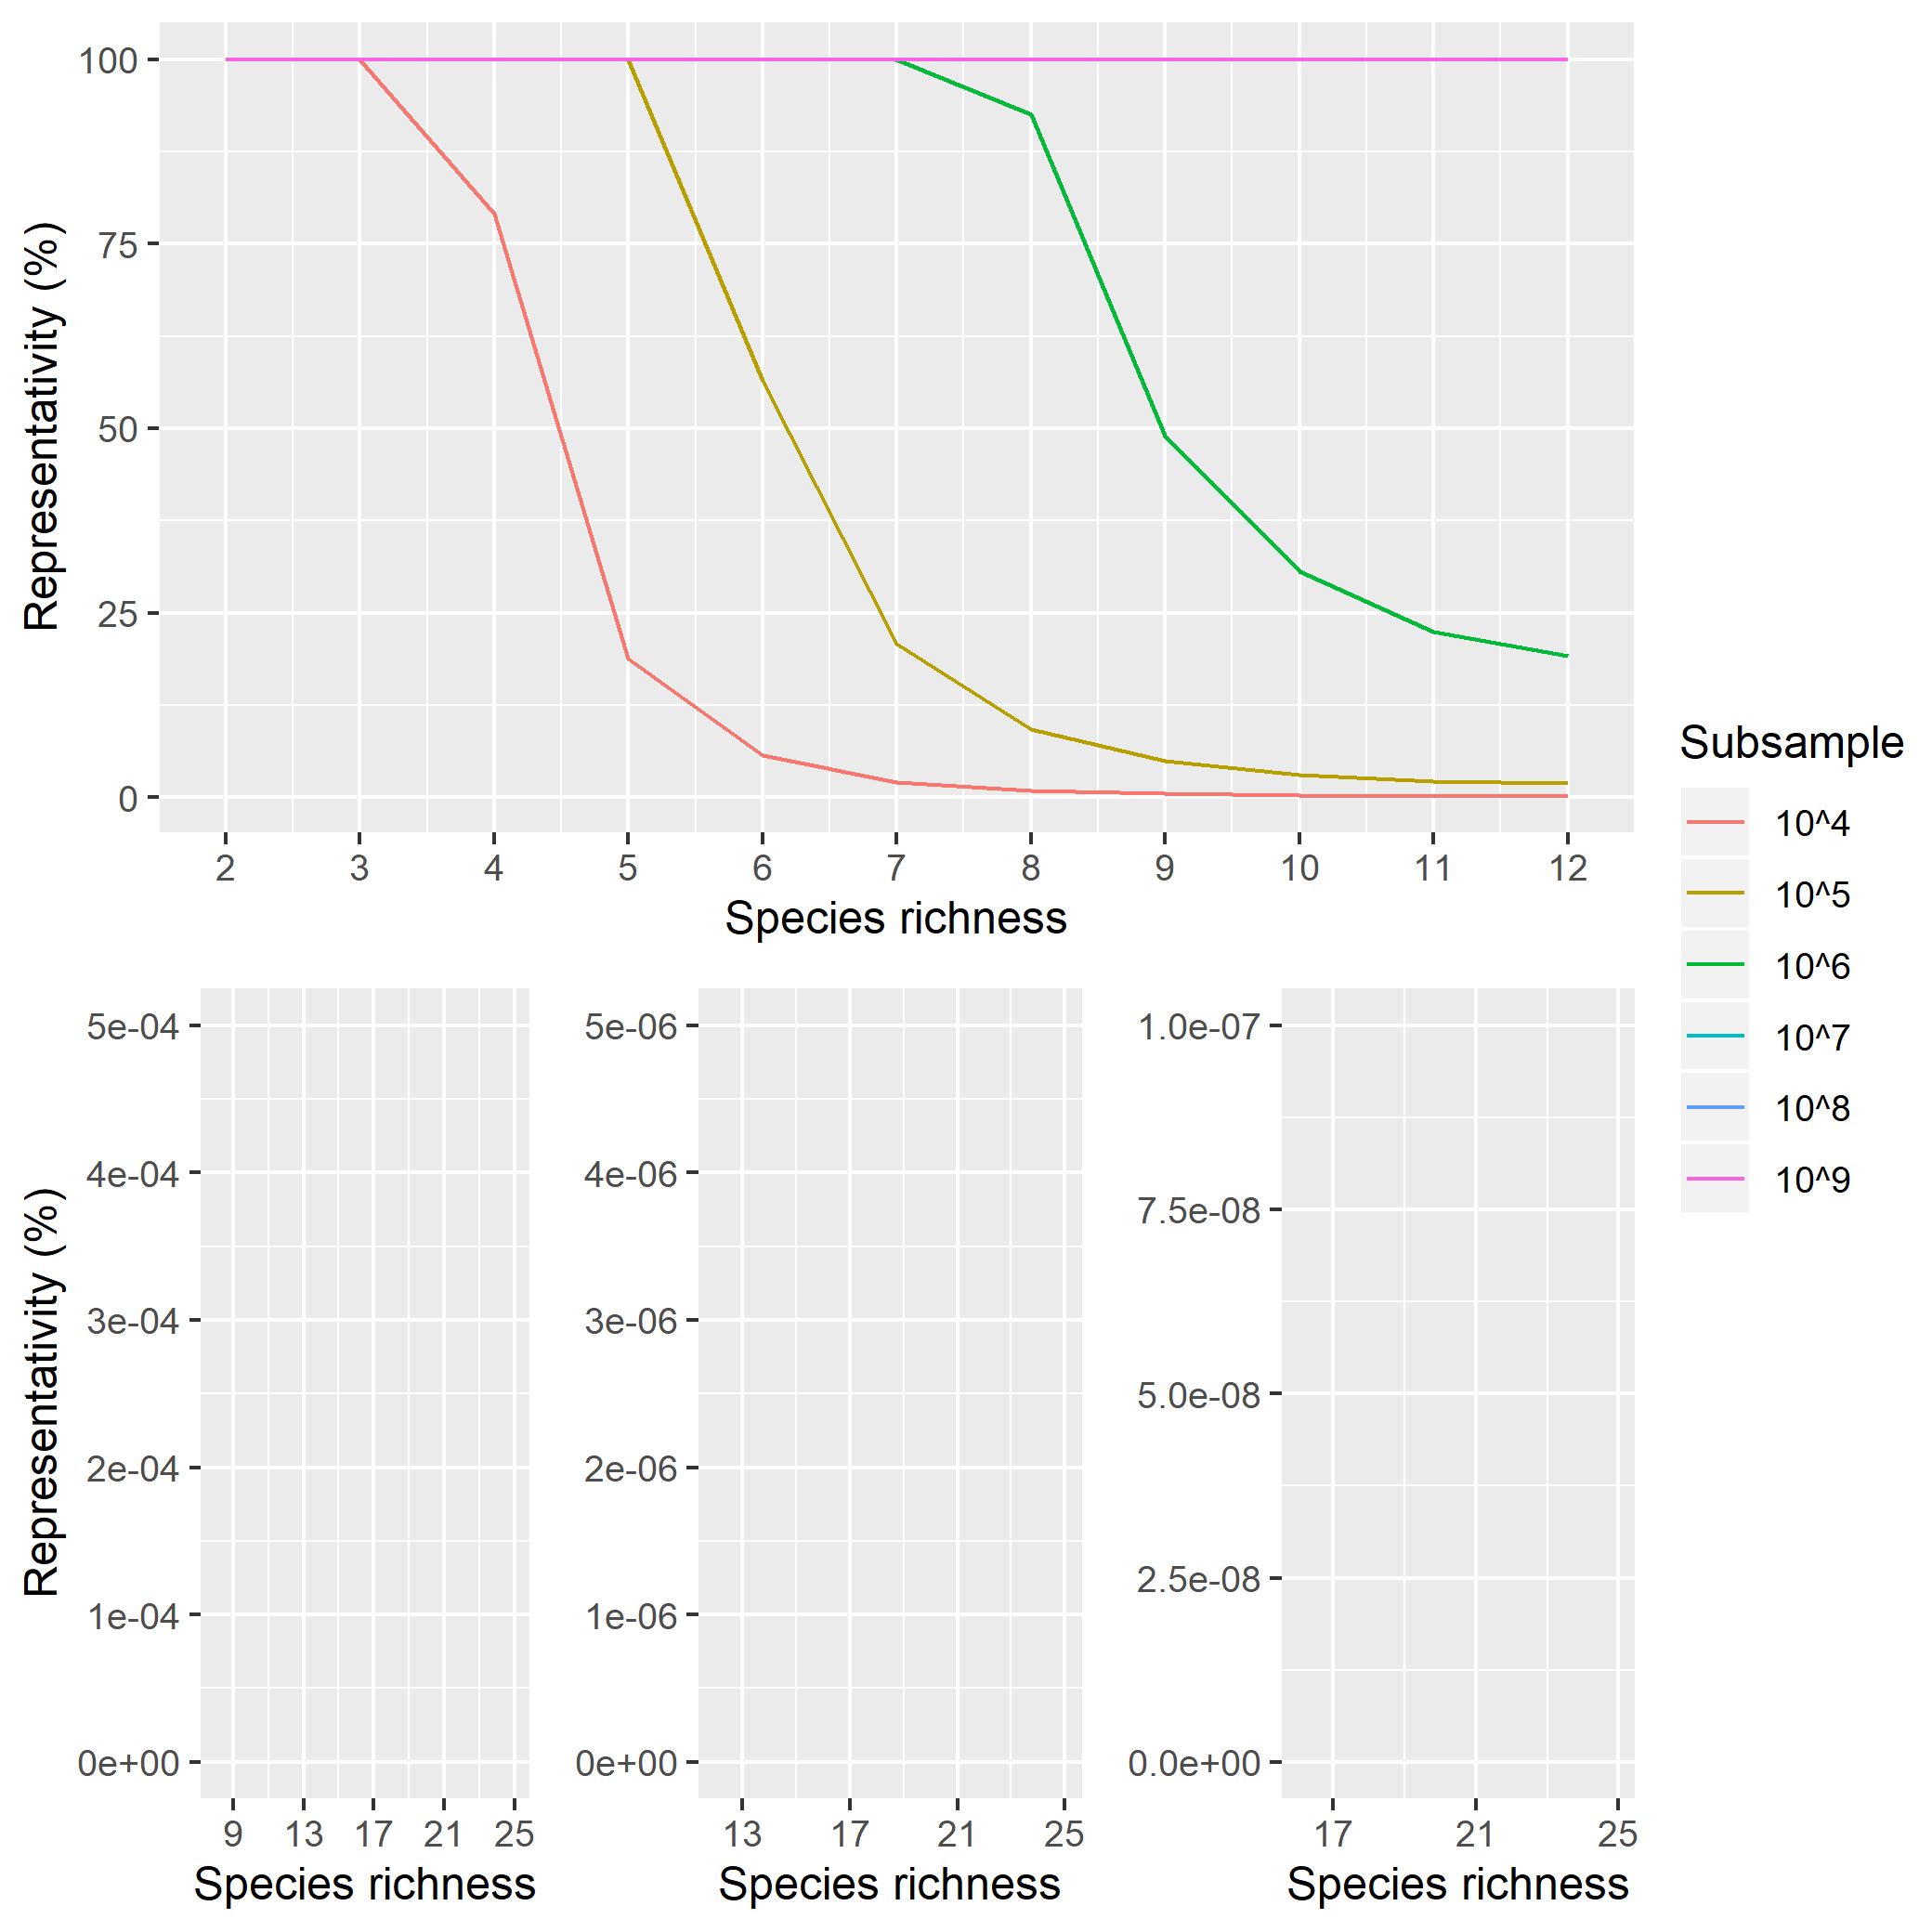 Representativity (%)
100
75
50
25
0
2 3 4 5 6 7 8 9 10 11 12
Species richness
Subsample
10^4
10^5
10^6
10^7
10^8
10^9
Representativity (%)
5e-04
4e-04
3e-04
2e-04
1e-04
0e+00
9 13 17 21 25
Species richness
5e-06
4e-06
3e-06
2e-06
1e-06
0e+00
13 17 21 25
Species richness
1.0e-07
7.5e-08
5.0e-08
2.5e-08
0.0e+00
17 21 25
Species richness